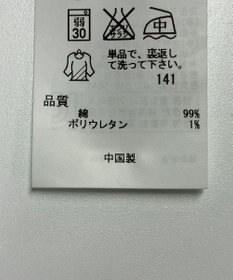 弱
30
中
単品で、裏返し
て洗って下さい。
141
品質
綿 99%
ポリウレタン 1%
中国製